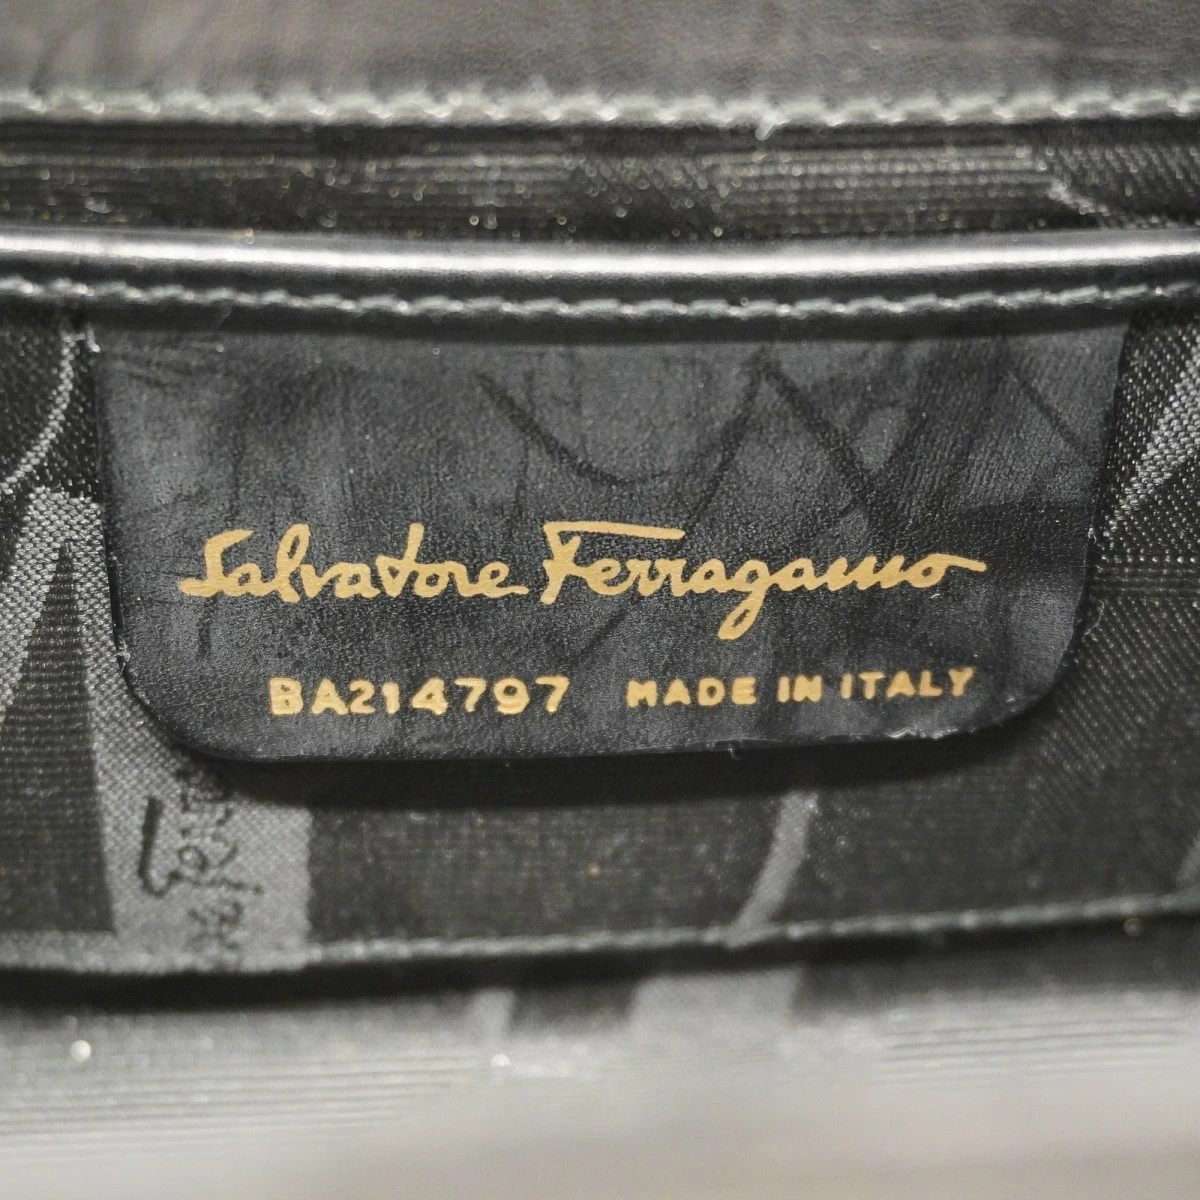 Salvatore Ferragamo
BA214797 MADE IN ITALY